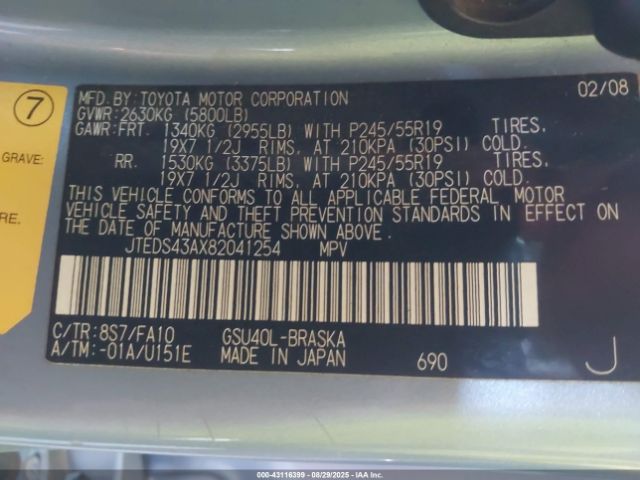 7
GRAVE:
RE.
02/08
MFD.BY:TOYOTA MOTOR CORPORATION
GVWR:2630KG (5800LB)
GAWR:FRT. 1340KG (2955LB) WITH P245/55R19 TIRES,
19X7 1/2J RIMS, AT 210KPA (30PSI) COLD.
RR. 1530KG (3375LB) WITH P245/55R19 TIRES,
19X7 1/2J RIMS, AT 210KPA (30PSI) COLD.
THIS VEHICLE CONFORMS TO ALL APPLICABLE FEDERAL MOTOR
VEHICLE SAFETY AND THEFT PREVENTION STANDARDS IN EFFECT ON
THE DATE OF MANUFACTURE SHOWN ABOVE.
JTEDS43AX82041254 MPV
C/TR:8S7/FA10 GSU40L-BRASKA
A/TM:-01A/U151E MADE IN JAPAN 690 J
000-43116399 - 08/29/2025 - IAA Inc.